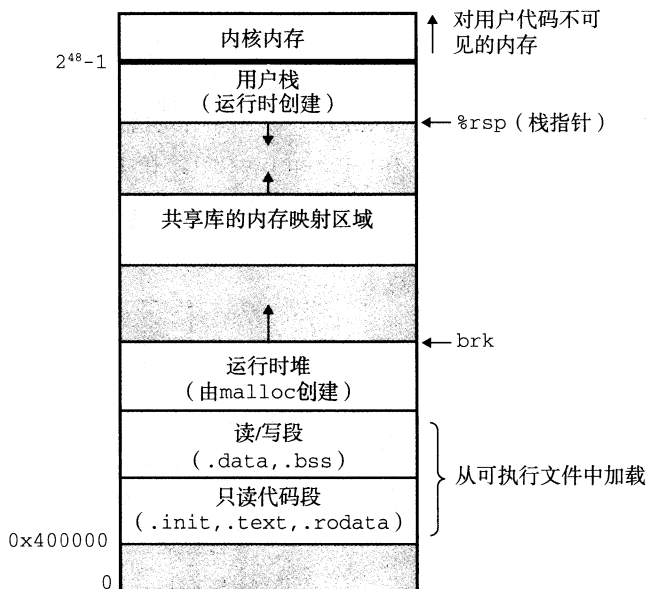 内核内存
对用户代码不可
见的内存
2⁴⁸-1
用户栈
（运行时创建）
%rsp（栈指针）
共享库的内存映射区域
brk
运行时堆
（由malloc创建）
读/写段
（.data,.bss）
从可执行文件中加载
只读代码段
（.init,.text,.rodata）
0x400000
0